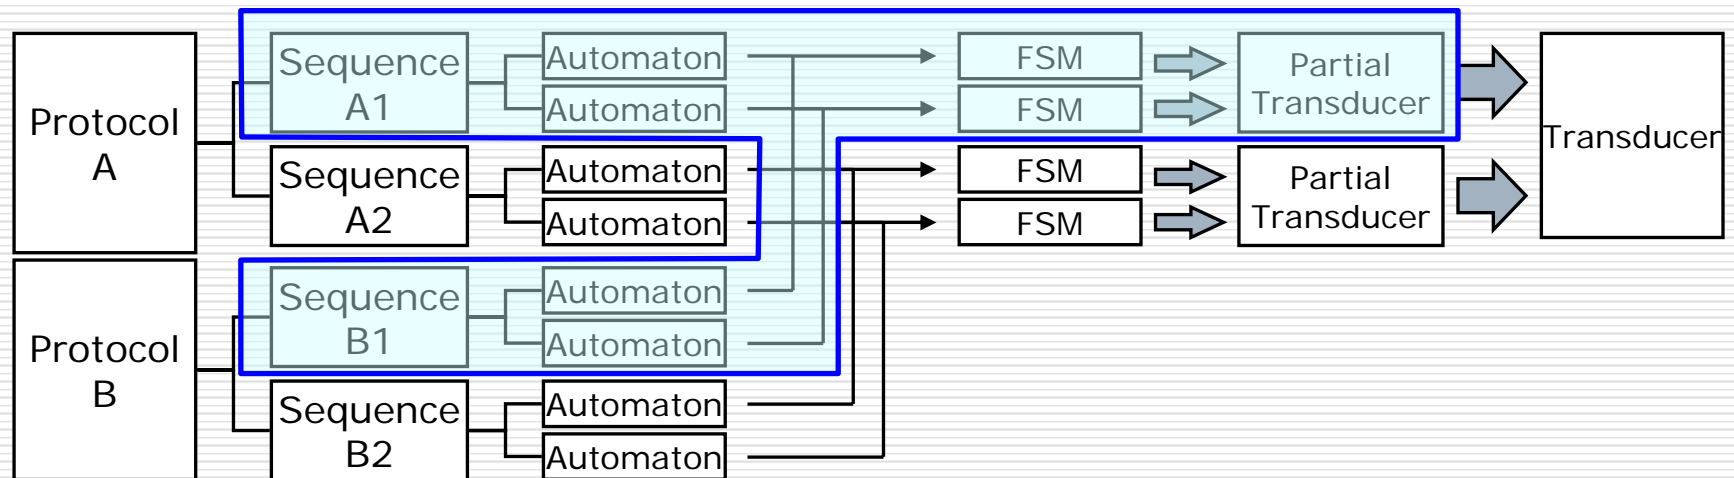 Protocol
A
Sequence
A1
Automaton
Automaton
FSM
FSM
Partial
Transducer
Sequence
A2
Automaton
Automaton
FSM
FSM
Partial
Transducer
Transducer
Protocol
B
Sequence
B1
Automaton
Automaton
Sequence
B2
Automaton
Automaton